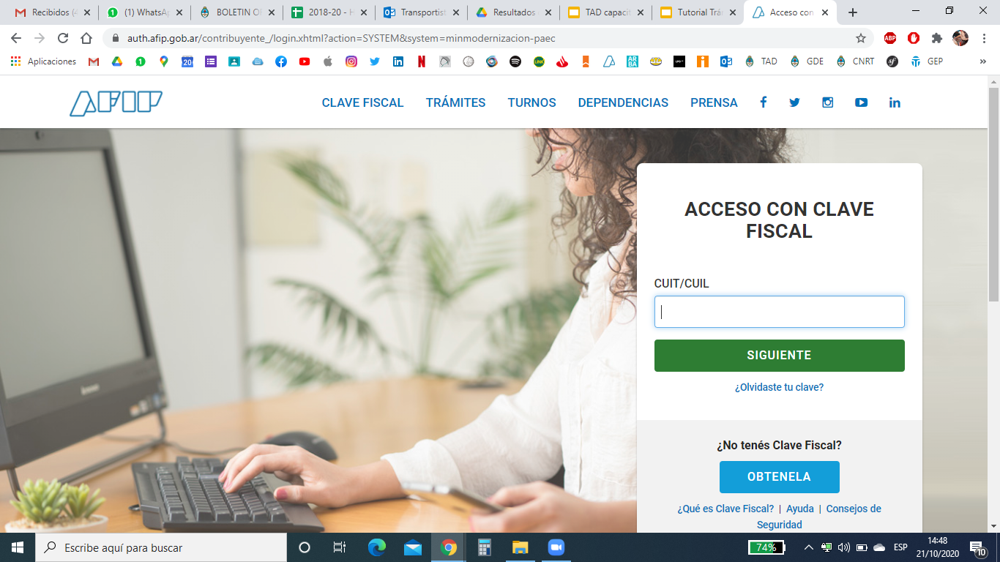 Recibidos (4
(1) WhatsAp
BOLETIN OF
2018-20 - H
Transportist
Resultados
TAD capacit
Tutorial Trá
Acceso con
auth.afip.gob.ar/contribuyente_/login.xhtml?action=SYSTEM&system=minmodernizacion-paec
ABP
Aplicaciones
TAD
GDE
CNRT
GEP
»
AFIP
CLAVE FISCAL
TRÁMITES
TURNOS
DEPENDENCIAS
PRENSA
ACCESO CON CLAVE
FISCAL
CUIT/CUIL
SIGUIENTE
¿Olvidaste tu clave?
¿No tenés Clave Fiscal?
OBTENELA
¿Qué es Clave Fiscal? | Ayuda | Consejos de
Seguridad
Escribe aquí para buscar
74%
ESP
14:48
21/10/2020
10